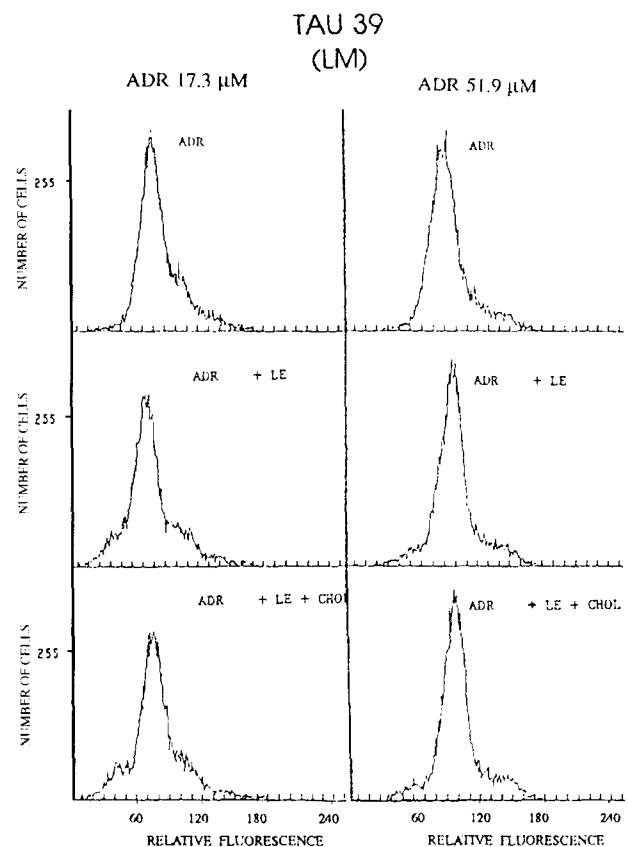 TAU 39
(LM)
ADR 17.3 µM
ADR 51.9 µM
ADR
ADR
255
NUMBER OF CELLS
ADR + LE
ADR + LE
255
NUMBER OF CELLS
ADR + LE + CHOL
ADR + LE + CHOL
255
NUMBER OF CELLS
60 120 180 240
60 120 180 240
RELATIVE FLUORESCENCE
RELATIVE FLUORESCENCE